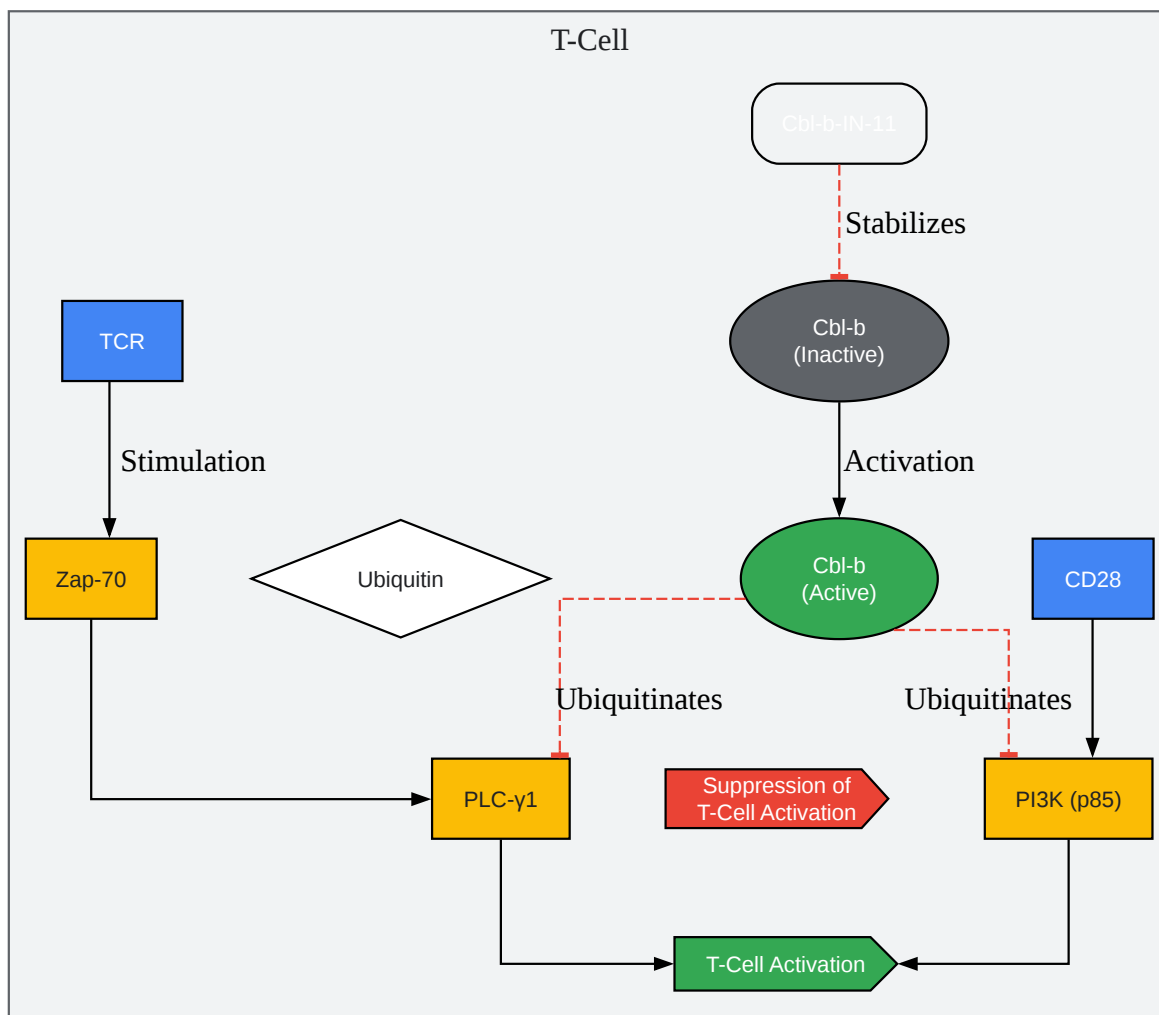 T-Cell
Cbl-b-IN-11
Stabilizes
TCR
Cbl-b
(Inactive)
Stimulation
Activation
Zap-70
Ubiquitin
Cbl-b
(Active)
CD28
Ubiquitinates
Ubiquitinates
PLC-γ1
Suppression of
T-Cell Activation
PI3K (p85)
T-Cell Activation